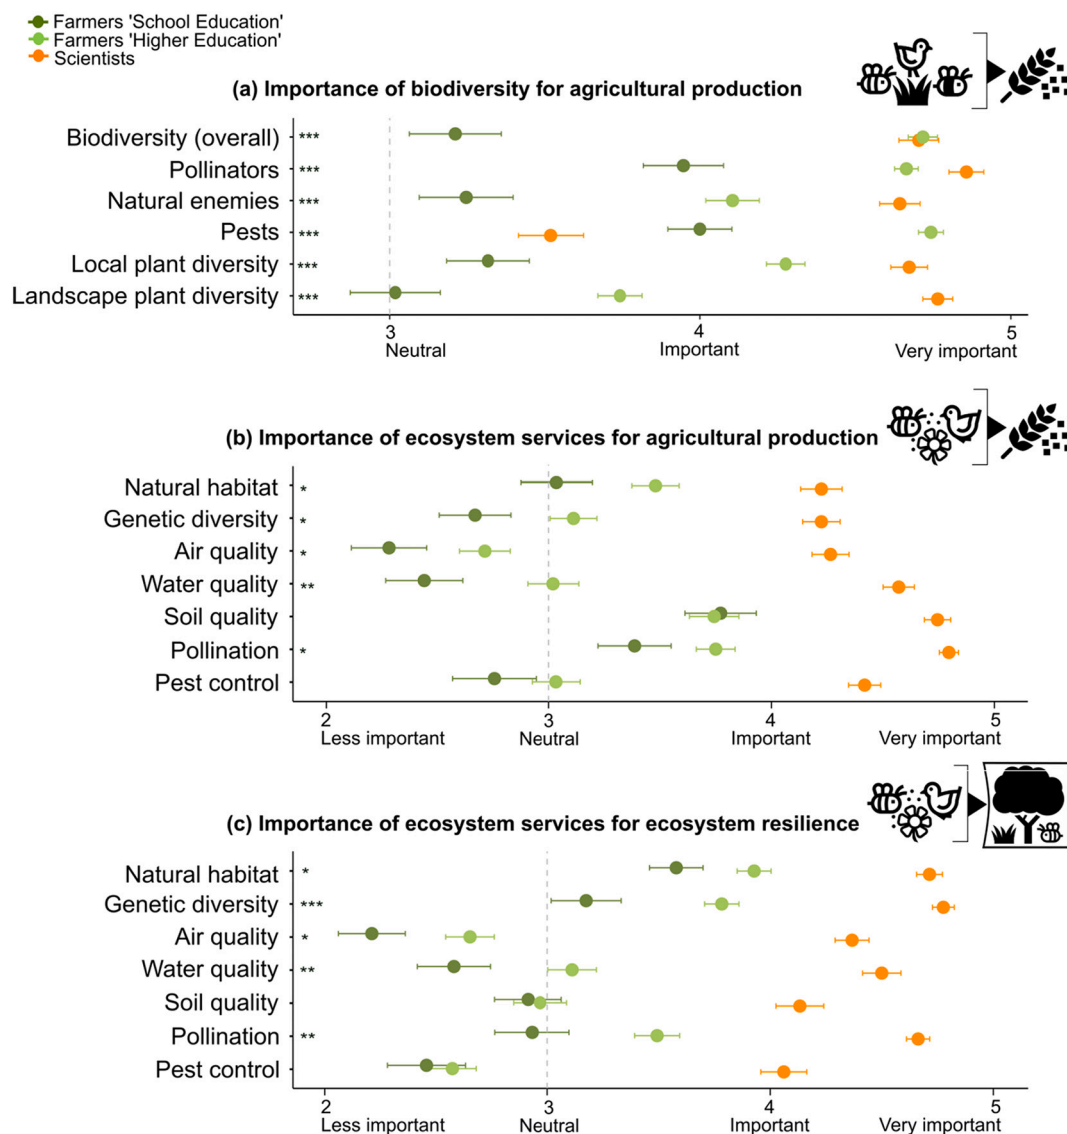 Farmers 'School Education'
Farmers 'Higher Education'
Scientists
(a) Importance of biodiversity for agricultural production
Biodiversity (overall) ***
Pollinators ***
Natural enemies ***
Pests ***
Local plant diversity ***
Landscape plant diversity ***
3 4 5
Neutral Important Very important
(b) Importance of ecosystem services for agricultural production
Natural habitat *
Genetic diversity *
Air quality *
Water quality **
Soil quality
Pollination *
Pest control
2 3 4 5
Less important Neutral Important Very important
(c) Importance of ecosystem services for ecosystem resilience
Natural habitat *
Genetic diversity ***
Air quality *
Water quality **
Soil quality
Pollination **
Pest control
2 3 4 5
Less important Neutral Important Very important